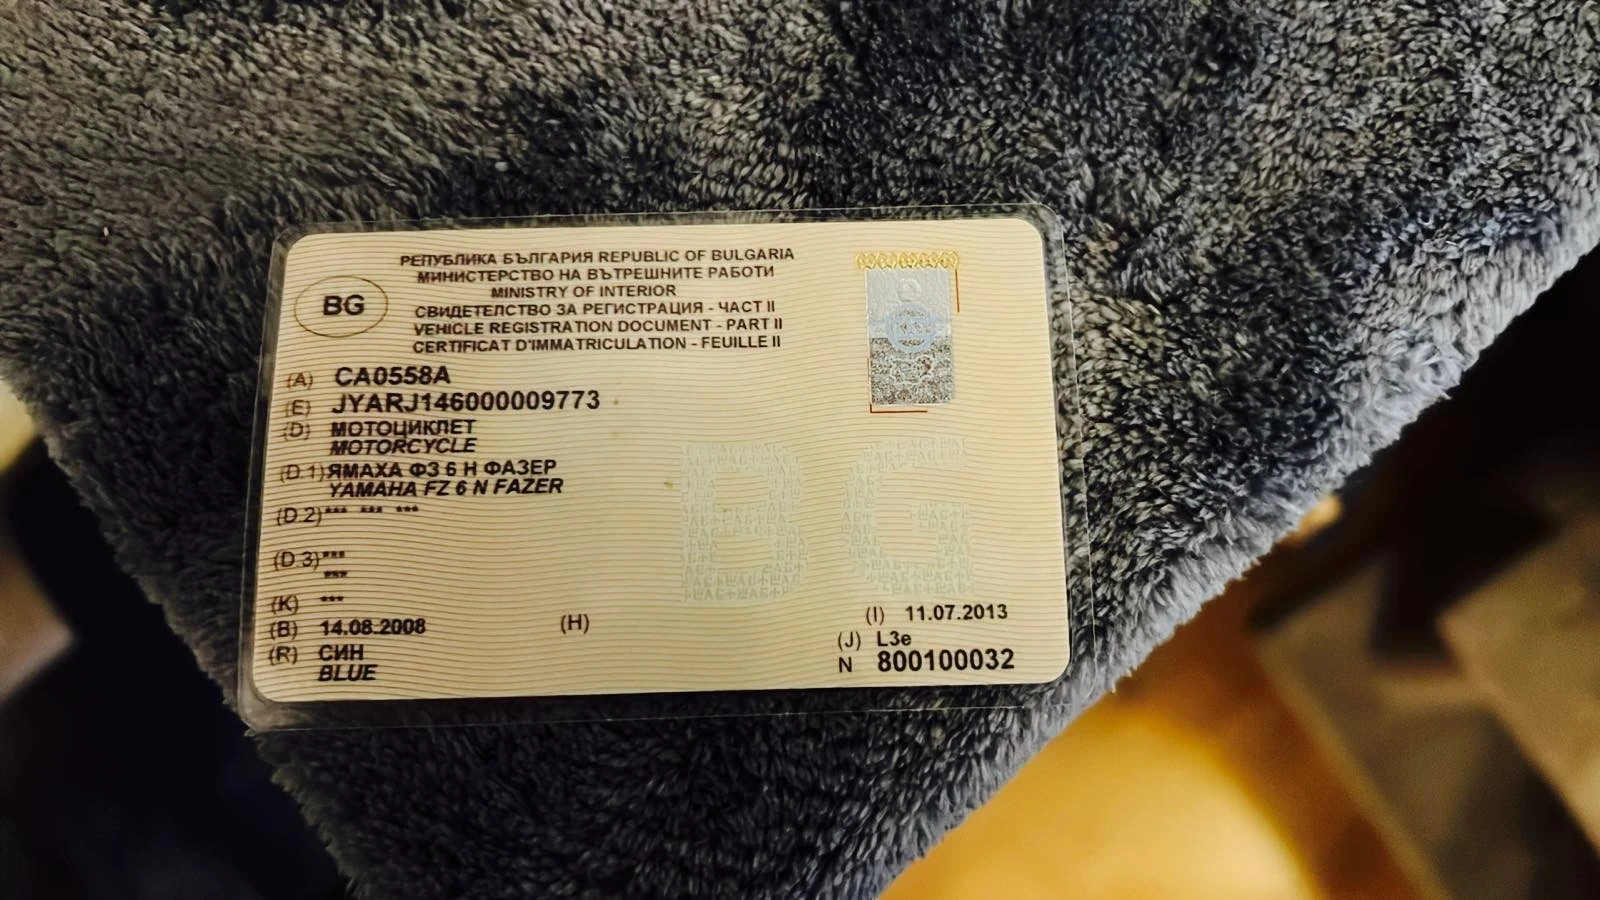 BG
РЕПУБЛИКА БЪЛГАРИЯ REPUBLIC OF BULGARIA
МИНИСТЕРСТВО НА ВЪТРЕШНИТЕ РАБОТИ
MINISTRY OF INTERIOR
СВИДЕТЕЛСТВО ЗА РЕГИСТРАЦИЯ - ЧАСТ II
VEHICLE REGISTRATION DOCUMENT - PART II
CERTIFICAT D'IMMATRICULATION - FEUILLE II
(A) CA0558A
(E) JYARJ146000009773
(D) МОТОЦИКЛЕТ
MOTORCYCLE
(D.1) ЯМАХА ФЗ 6 Н ФАЗЕР
YAMAHA FZ 6 N FAZER
(D.2) *** *** ***
(D.3) ***
***
(K) ***
(B) 14.08.2008 (H) (I) 11.07.2013
(R) СИН (J) L3e
BLUE N 800100032
BG